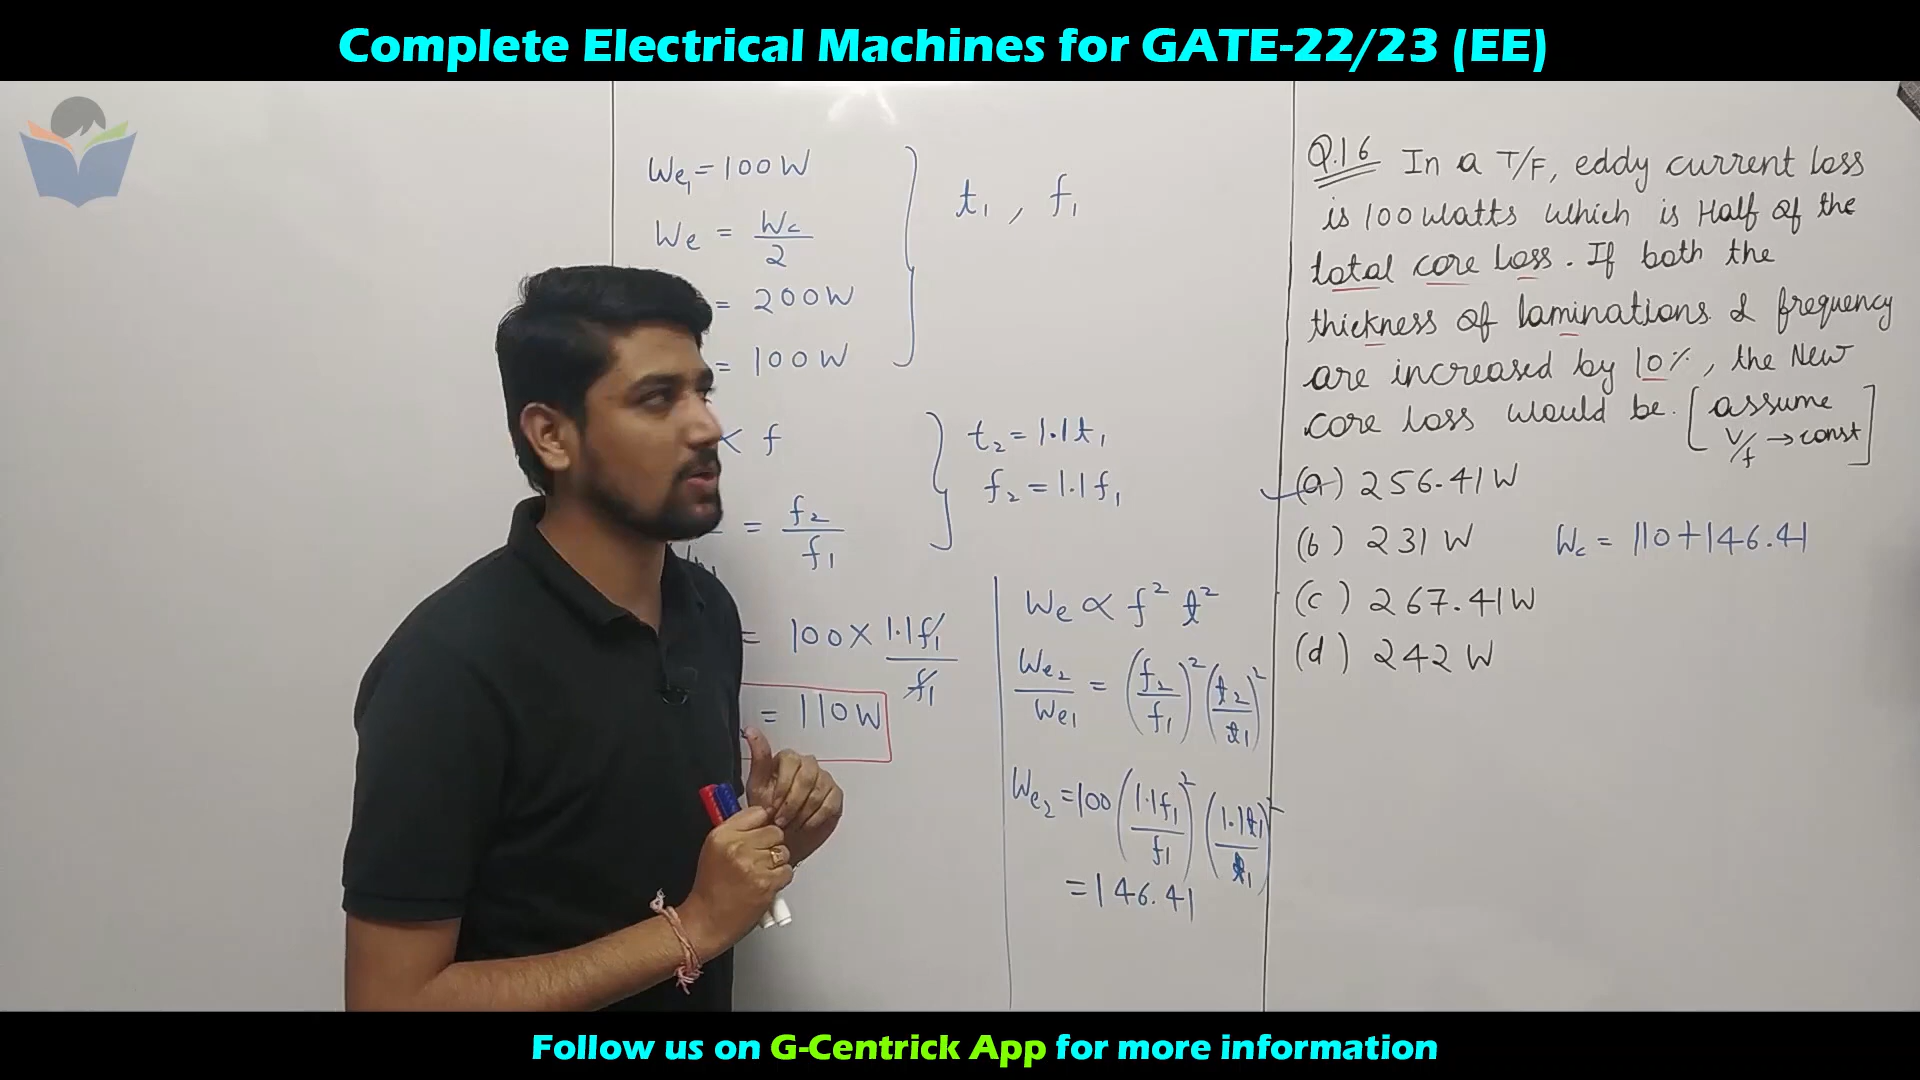 Complete Electrical Machines for GATE-22/23 (EE)
We₁ = 100 W
We = Wc / 2
= 200 W
= 100 W
t₁ , f₁
∝ f
= f₂ / f₁
t₂ = 1.1t₁
f₂ = 1.1f₁
= 100 × 1.1f₁ / f₁
= 110 W
We ∝ f² t²
We₂ / We₁ = (f₂ / f₁)² (t₂ / t₁)²
We₂ = 100 (1.1f₁ / f₁)² (1.1t₁ / t₁)²
= 146.41
Q.16 In a T/F, eddy current loss
is 100 watts which is Half of the
total core loss. If both the
thickness of laminations & frequency
are increased by 10%, the New
core loss would be. [assume
V/f → const]
(a) 256.41 W
(b) 231 W
Wc = 110+146.41
(c) 267.41 W
(d) 242 W
Follow us on G-Centrick App for more information